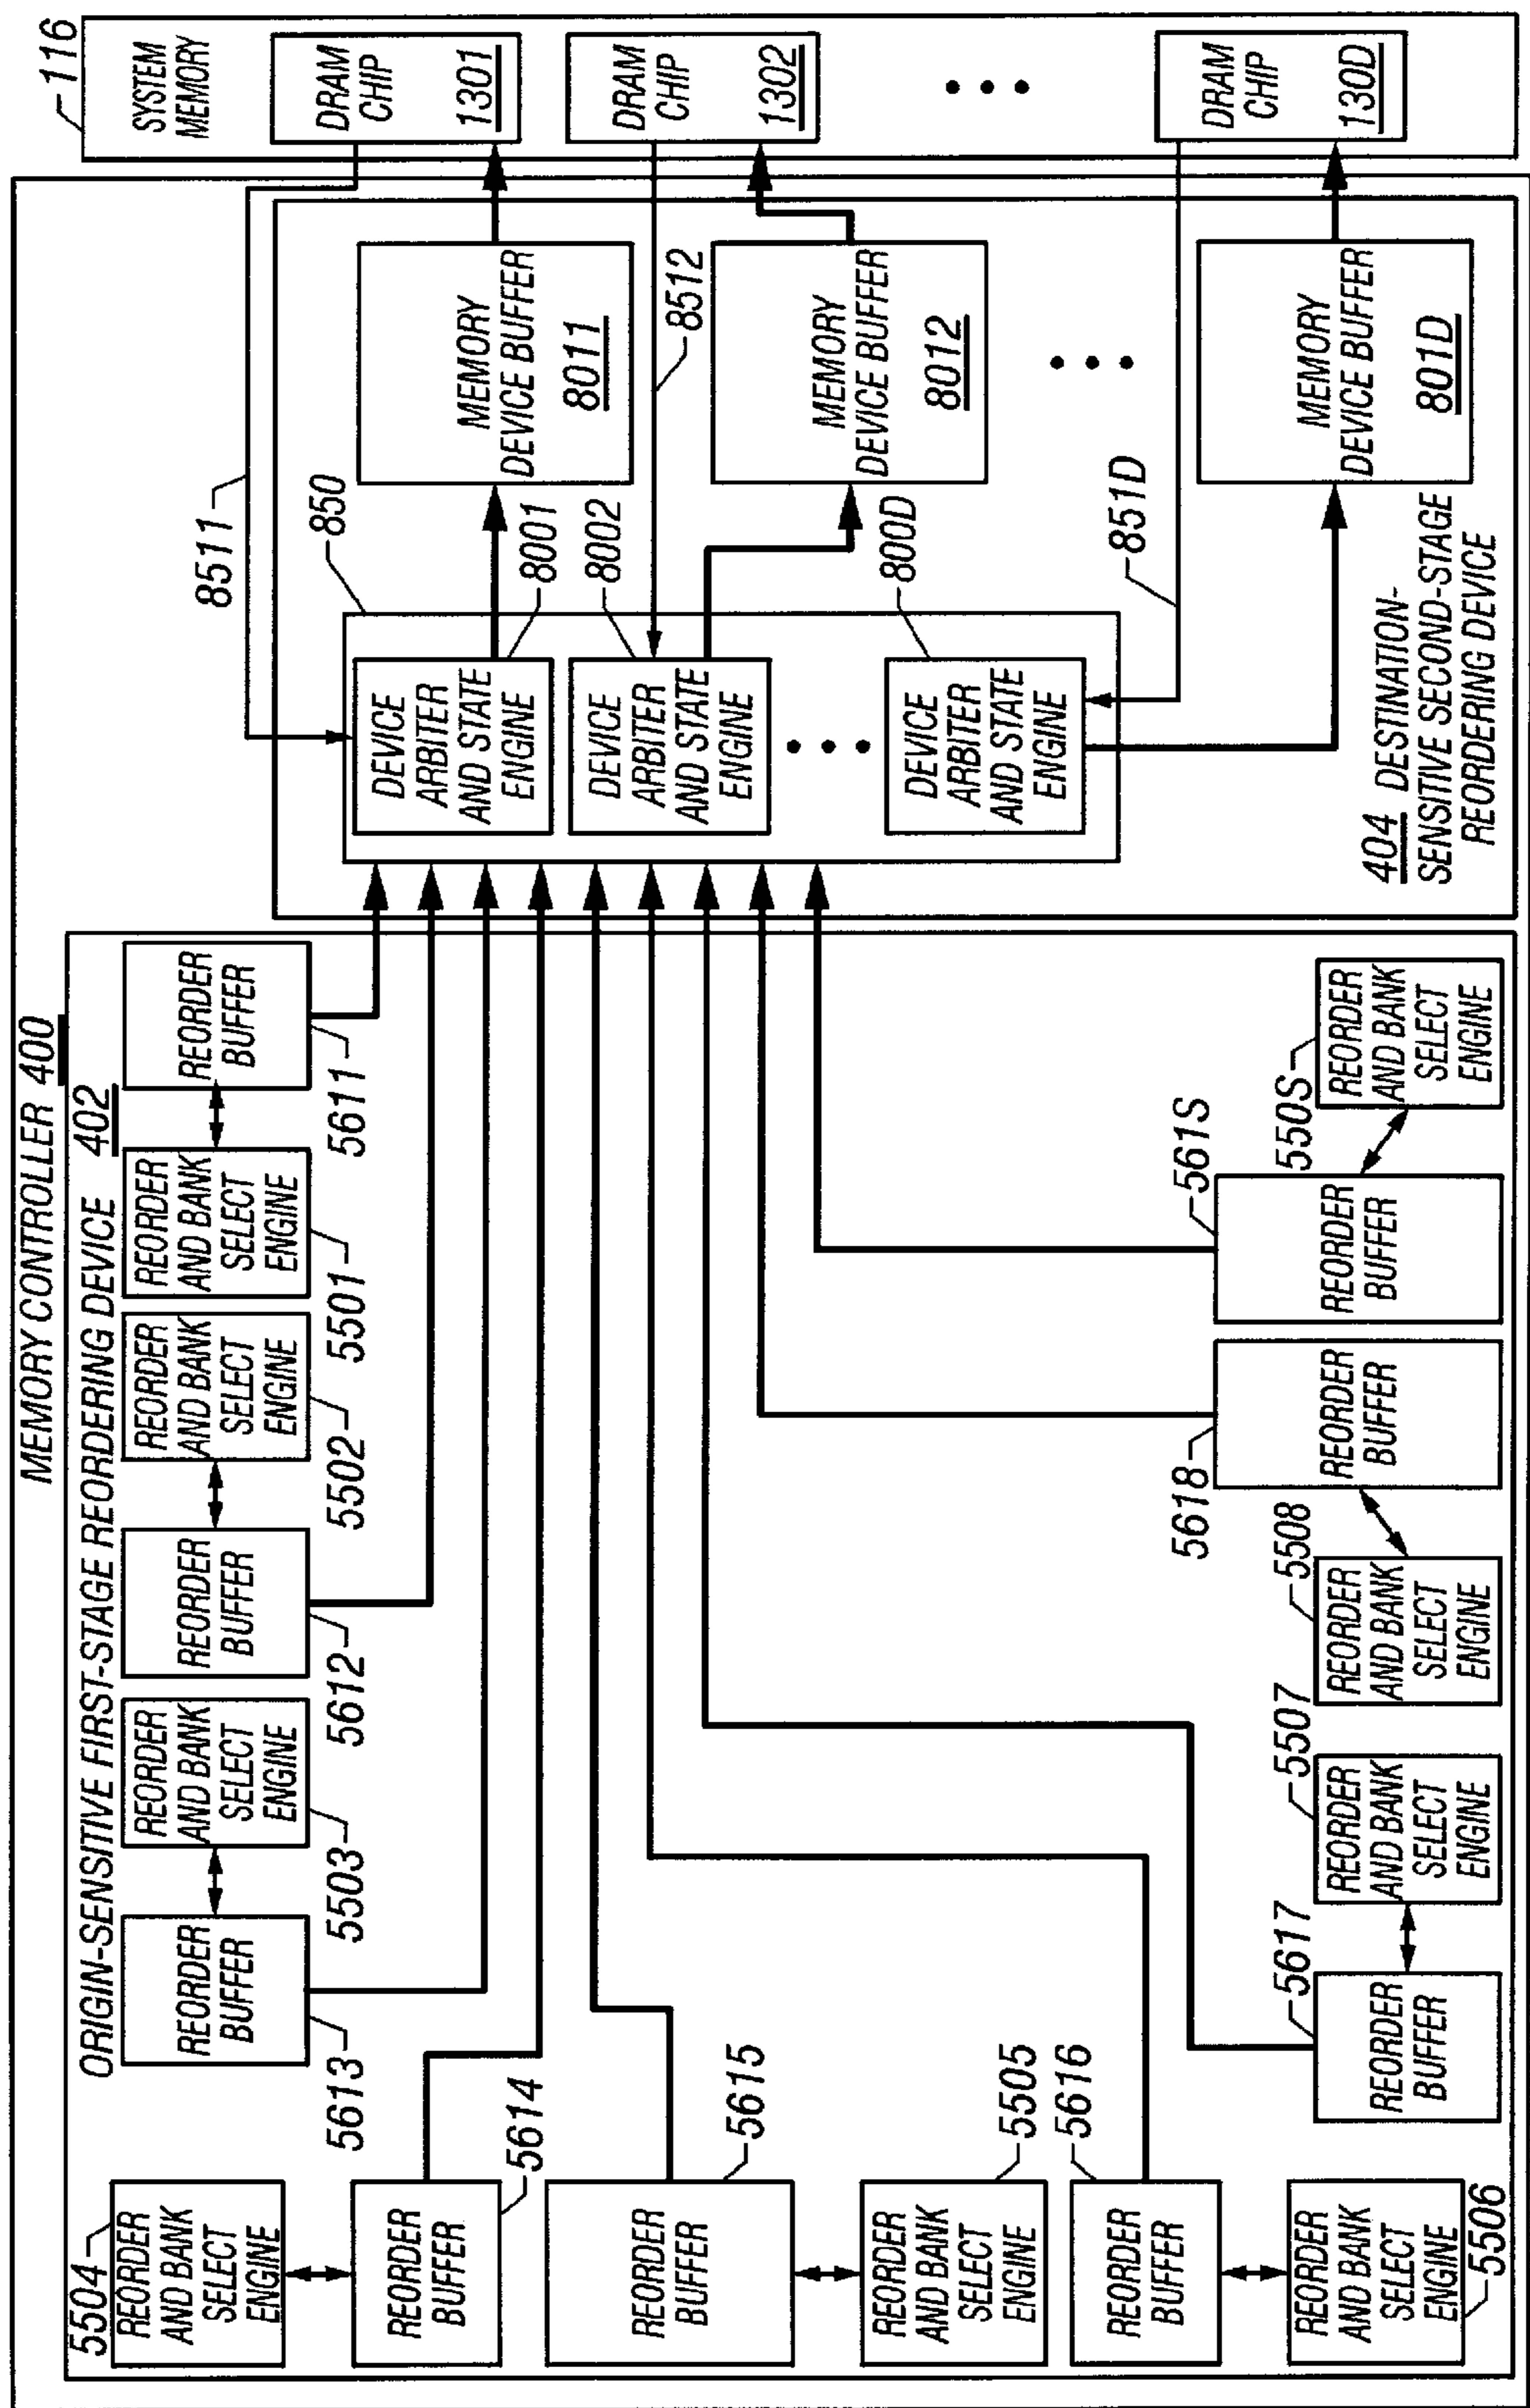 MEMORY CONTROLLER 400
ORIGIN-SENSITIVE FIRST-STAGE REORDERING DEVICE 402
5504
REORDER
AND BANK
SELECT
ENGINE
REORDER
BUFFER
5614
REORDER
BUFFER
5615
REORDER
AND BANK
SELECT
ENGINE
5505
REORDER
BUFFER
5616
REORDER
AND BANK
SELECT
ENGINE
5506
REORDER
BUFFER
5613
REORDER
AND BANK
SELECT
ENGINE
5503
REORDER
BUFFER
5612
REORDER
AND BANK
SELECT
ENGINE
5502
REORDER
AND BANK
SELECT
ENGINE
5501
REORDER
BUFFER
5611
5617
REORDER
BUFFER
5507
REORDER
AND BANK
SELECT
ENGINE
5508
REORDER
AND BANK
SELECT
ENGINE
5618
REORDER
BUFFER
561S
REORDER
BUFFER
550S
REORDER
AND BANK
SELECT
ENGINE
8511
850
DEVICE
ARBITER
AND STATE
ENGINE
8001
DEVICE
ARBITER
AND STATE
ENGINE
8002
DEVICE
ARBITER
AND STATE
ENGINE
800D
MEMORY
DEVICE BUFFER
8011
8512
MEMORY
DEVICE BUFFER
8012
851D
MEMORY
DEVICE BUFFER
801D
404 DESTINATION-
SENSITIVE SECOND-STAGE
REORDERING DEVICE
116
SYSTEM
MEMORY
DRAM
CHIP
1301
DRAM
CHIP
1302
DRAM
CHIP
130D